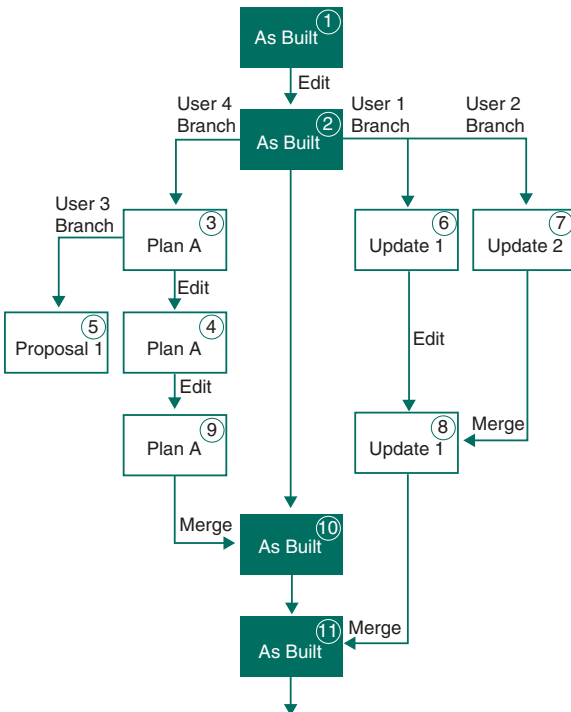 1
As Built
Edit
User 4
Branch
2
As Built
User 1
Branch
User 2
Branch
User 3
Branch
3
Plan A
6
Update 1
7
Update 2
Edit
5
Proposal 1
4
Plan A
Edit
Edit
9
Plan A
8
Update 1
Merge
Merge
10
As Built
11
As Built
Merge